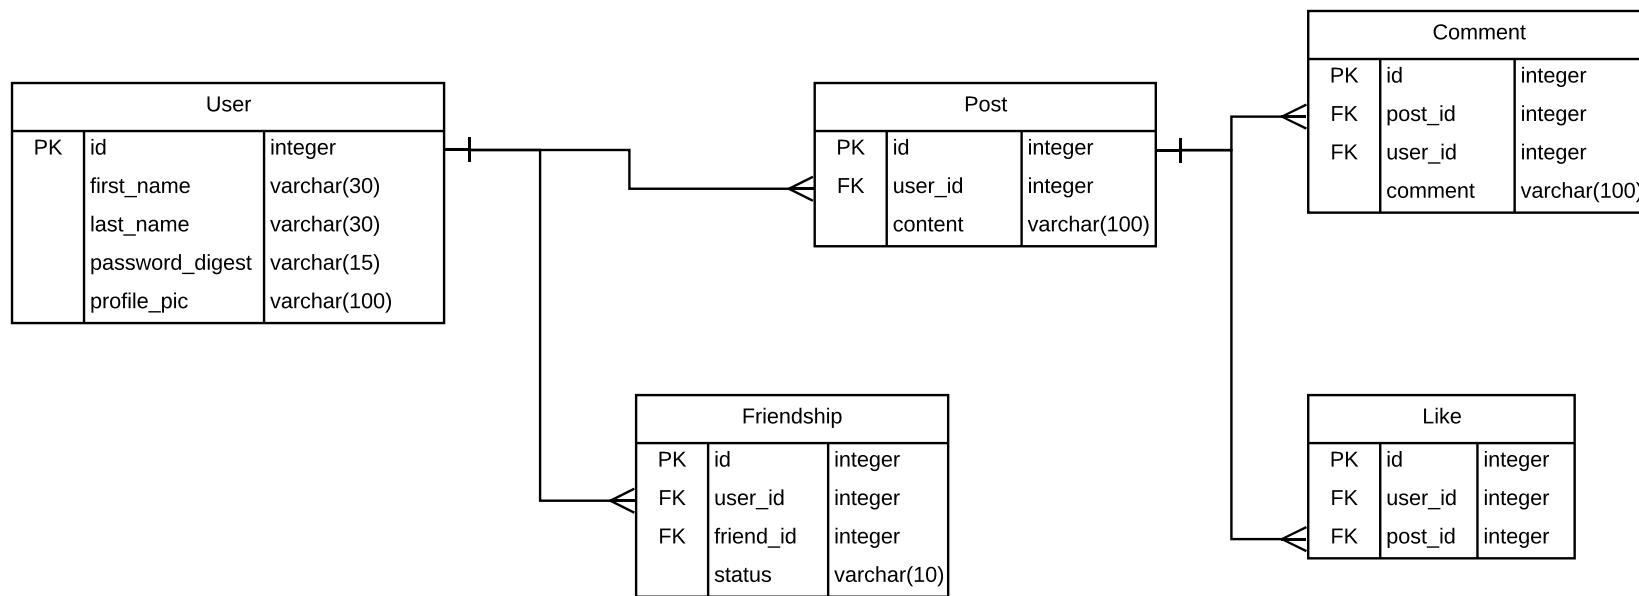 User
PK id integer
first_name varchar(30)
last_name varchar(30)
password_digest varchar(15)
profile_pic varchar(100)
Post
PK id integer
FK user_id integer
content varchar(100)
Comment
PK id integer
FK post_id integer
FK user_id integer
comment varchar(100)
Friendship
PK id integer
FK user_id integer
FK friend_id integer
status varchar(10)
Like
PK id integer
FK user_id integer
FK post_id integer